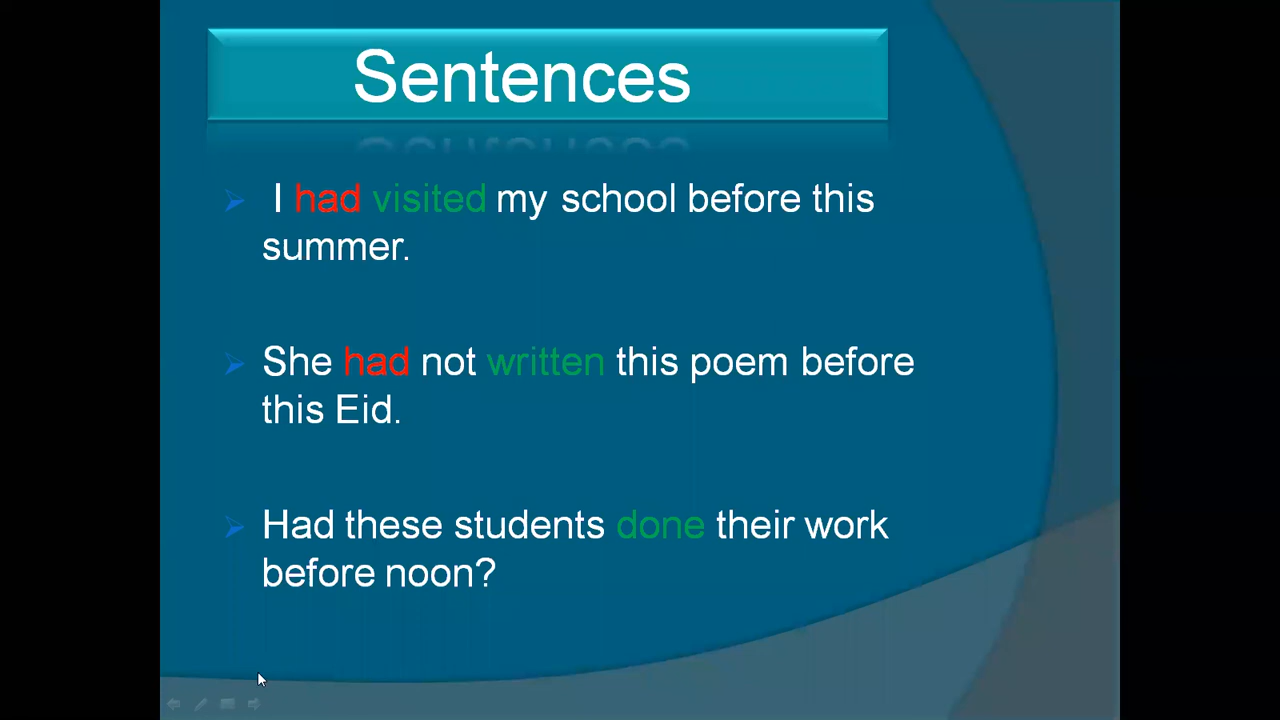 Sentences
I had visited my school before this
summer.
She had not written this poem before
this Eid.
Had these students done their work
before noon?